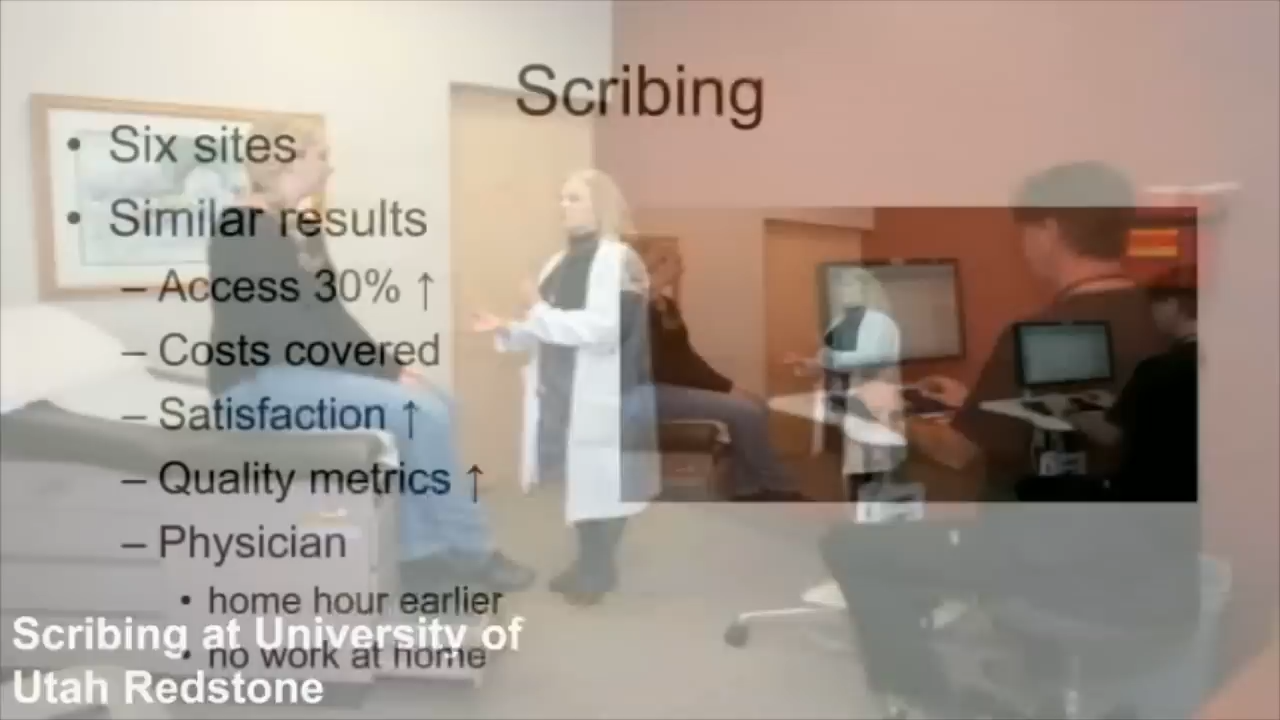 Scribing
• Six sites
• Similar results
– Access 30% ↑
– Costs covered
– Satisfaction ↑
– Quality metrics ↑
– Physician
• home hour earlier
• no work at home
Scribing at University of
Utah Redstone